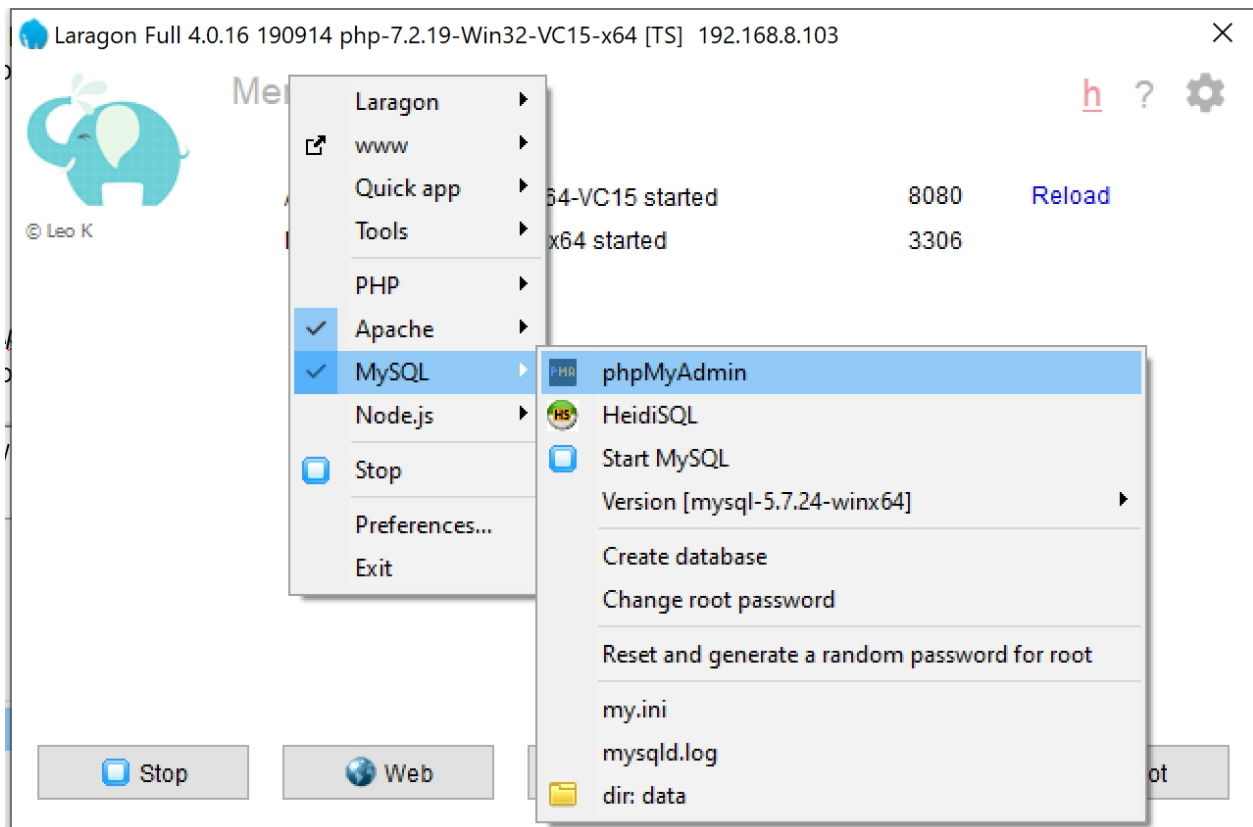 Laragon Full 4.0.16 190914 php-7.2.19-Win32-VC15-x64 [TS] 192.168.8.103
h ?
© Leo K
64-VC15 started 8080 Reload
x64 started 3306
Laragon
www
Quick app
Tools
PHP
Apache
MySQL
Node.js
Stop
Preferences...
Exit
PMA phpMyAdmin
HS HeidiSQL
Start MySQL
Version [mysql-5.7.24-winx64]
Create database
Change root password
Reset and generate a random password for root
my.ini
mysqld.log
dir: data
Stop
Web